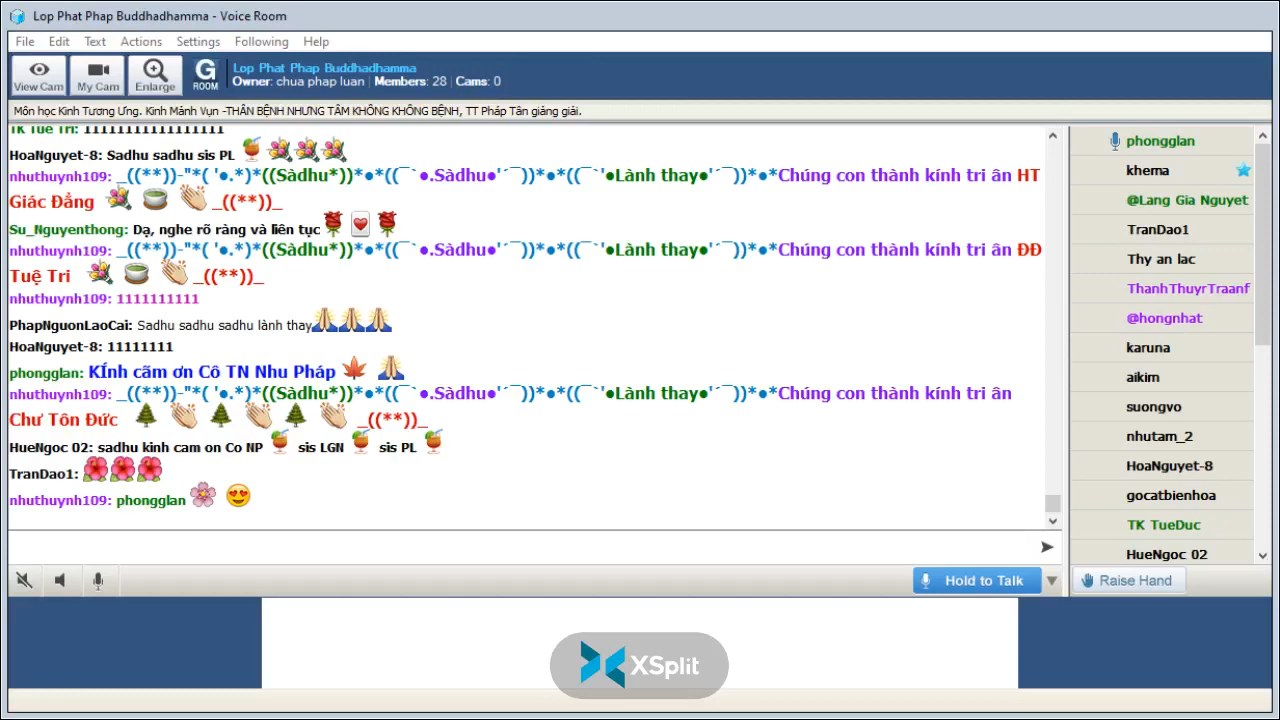 Lop Phat Phap Buddhadhamma - Voice Room
File Edit Text Actions Settings Following Help
View Cam My Cam Enlarge G ROOM
Lop Phat Phap Buddhadhamma
Owner: chua phap luan | Members: 28 | Cams: 0
Môn học Kinh Tương Ưng. Kinh Mảnh Vụn -THÂN BỆNH NHƯNG TÂM KHÔNG KHÔNG BỆNH, TT Pháp Tân giảng giải.
TK Tue Tri: 11111111111111111
HoaNguyet-8: Sadhu sadhu sis PL
nhuthuynh109: _((**))-"*( '●.*)*((Sàdhu*))*●*((¯`●.Sàdhu●'´¯))*●*((¯`'●Lành thay●'´¯))*●*Chúng con thành kính tri ân HT
Giác Đẳng _((**))_
Su_Nguyenthong: Dạ, nghe rõ ràng và liên tục
nhuthuynh109: _((**))-"*( '●.*)*((Sàdhu*))*●*((¯`●.Sàdhu●'´¯))*●*((¯`'●Lành thay●'´¯))*●*Chúng con thành kính tri ân ĐĐ
Tuệ Tri _((**))_
nhuthuynh109: 1111111111
PhapNguonLaoCai: Sadhu sadhu sadhu lành thay
HoaNguyet-8: 11111111
phongglan: KÍnh cãm ơn Cô TN Nhu Pháp
nhuthuynh109: _((**))-"*( '●.*)*((Sàdhu*))*●*((¯`●.Sàdhu●'´¯))*●*((¯`'●Lành thay●'´¯))*●*Chúng con thành kính tri ân
Chư Tôn Đức _((**))_
HueNgoc 02: sadhu kinh cam on Co NP sis LGN sis PL
TranDao1:
nhuthuynh109: phongglan
Hold to Talk
phongglan
khema
@Lang Gia Nguyet
TranDao1
Thy an lac
ThanhThuyrTraanf
@hongnhat
karuna
aikim
suongvo
nhutam_2
HoaNguyet-8
gocatbienhoa
TK TueDuc
HueNgoc 02
Raise Hand
XSplit